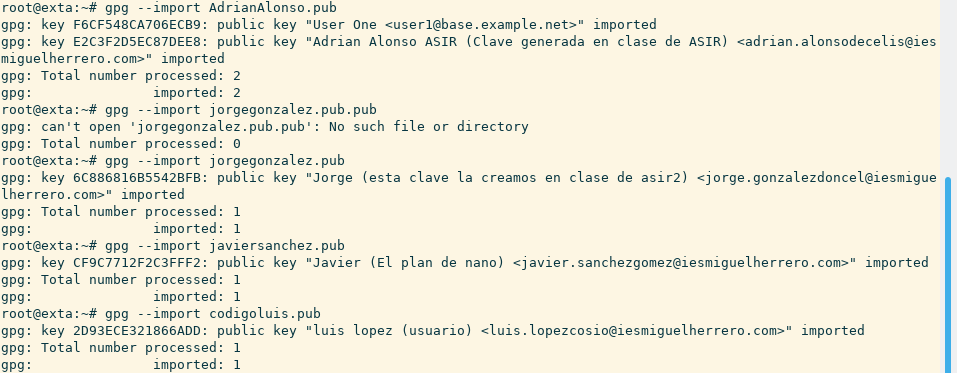 root@exta:~# gpg --import AdrianAlonso.pub
gpg: key F6CF548CA706ECB9: public key "User One <user1@base.example.net>" imported
gpg: key E2C3F2D5EC87DEE8: public key "Adrian Alonso ASIR (Clave generada en clase de ASIR) <adrian.alonsodecelis@ies
miguelherrero.com>" imported
gpg: Total number processed: 2
gpg:               imported: 2
root@exta:~# gpg --import jorgegonzalez.pub.pub
gpg: can't open 'jorgegonzalez.pub.pub': No such file or directory
gpg: Total number processed: 0
root@exta:~# gpg --import jorgegonzalez.pub
gpg: key 6C886816B5542BFB: public key "Jorge (esta clave la creamos en clase de asir2) <jorge.gonzalezdoncel@iesmigue
lherrero.com>" imported
gpg: Total number processed: 1
gpg:               imported: 1
root@exta:~# gpg --import javiersanchez.pub
gpg: key CF9C7712F2C3FFF2: public key "Javier (El plan de nano) <javier.sanchezgomez@iesmiguelherrero.com>" imported
gpg: Total number processed: 1
gpg:               imported: 1
root@exta:~# gpg --import codigoluis.pub
gpg: key 2D93ECE321866ADD: public key "luis lopez (usuario) <luis.lopezcosio@iesmiguelherrero.com>" imported
gpg: Total number processed: 1
gpg:               imported: 1